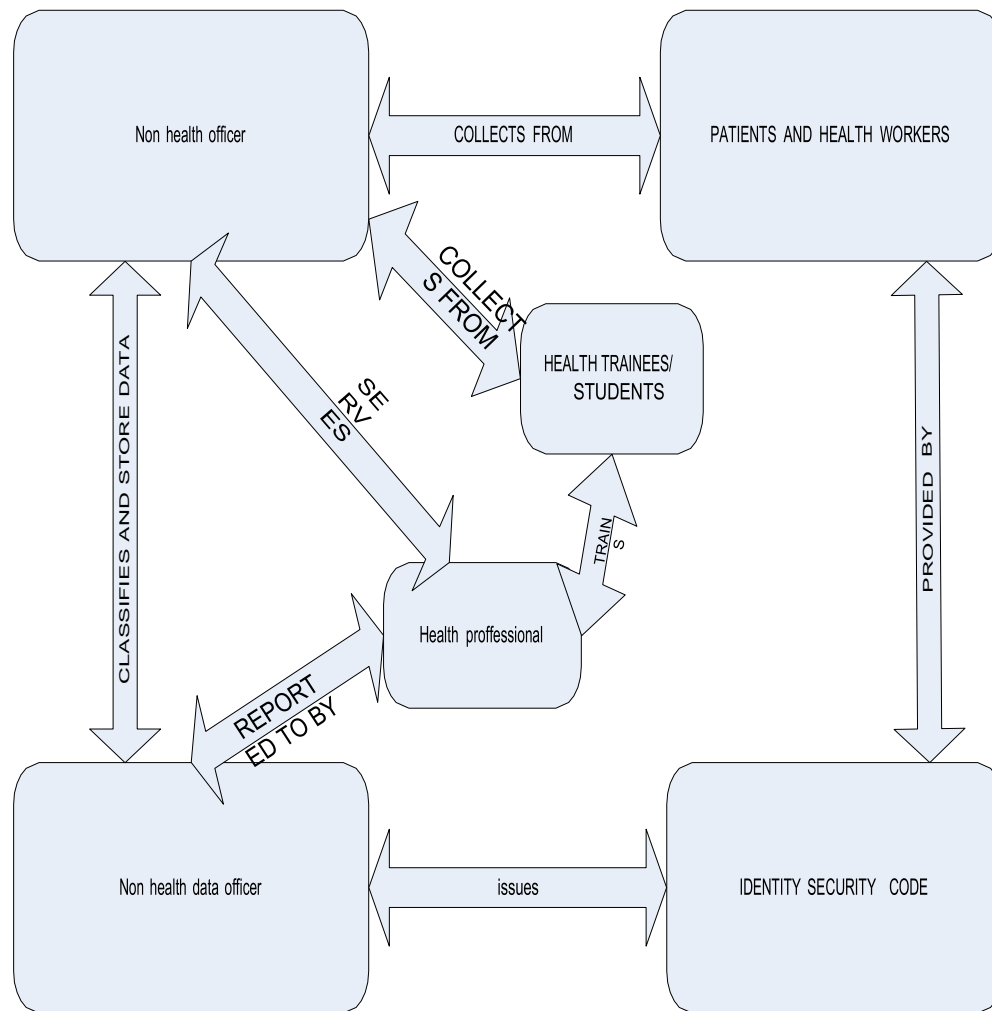 Non health officer
COLLECTS FROM
PATIENTS AND HEALTH WORKERS
COLLECT
S FROM
HEALTH TRAINEES/
STUDENTS
SE
RV
ES
CLASSIFIES AND STORE DATA
PROVIDED BY
TRAIN
S
Health proffessional
REPORT
ED TO BY
Non health data officer
issues
IDENTITY SECURITY CODE